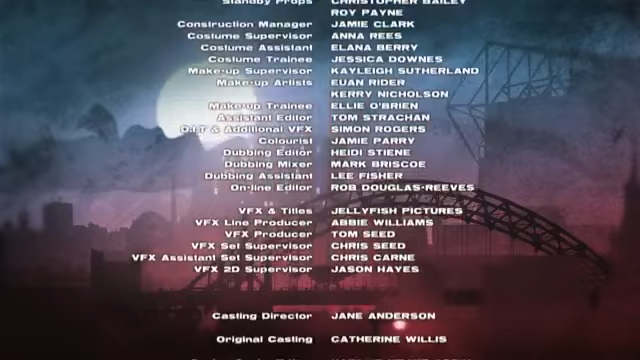 Standby Props CHRISTOPHER BAILEY
ROY PAYNE
Construction Manager JAMIE CLARK
Costume Supervisor ANNA REES
Costume Assistant ELANA BERRY
Costume Trainee JESSICA DOWNES
Make-up Supervisor KAYLEIGH SUTHERLAND
Make-up Artists EUAN RIDER
KERRY NICHOLSON
Make-up Trainee ELLIE O'BRIEN
Assistant Editor TOM STRACHAN
D.I.T & Additional VFX SIMON ROGERS
Colourist JAMIE PARRY
Dubbing Editor HEIDI STIENE
Dubbing Mixer MARK BRISCOE
Dubbing Assistant LEE FISHER
On-line Editor ROB DOUGLAS-REEVES
VFX & Titles JELLYFISH PICTURES
VFX Line Producer ABBIE WILLIAMS
VFX Producer TOM SEED
VFX Set Supervisor CHRIS SEED
VFX Assistant Set Supervisor CHRIS CARNE
VFX 2D Supervisor JASON HAYES
Casting Director JANE ANDERSON
Original Casting CATHERINE WILLIS